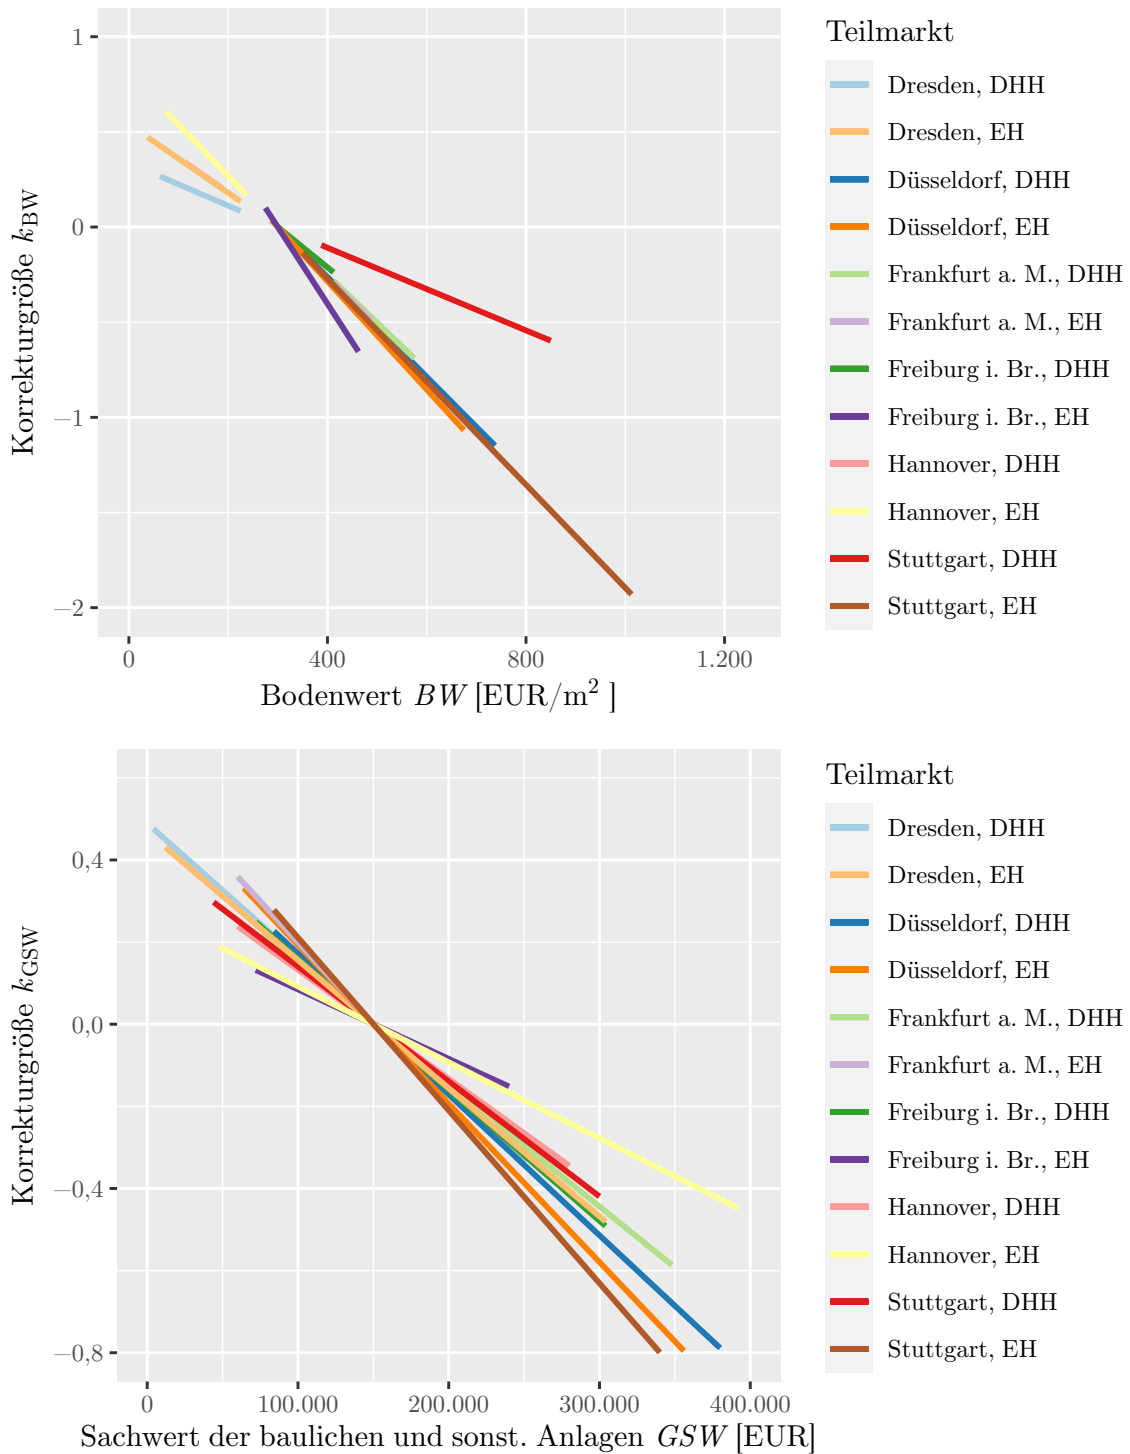 Korrekturgröße k_BW
1
0
−1
−2
0 400 800 1.200
Bodenwert BW [EUR/m² ]
Teilmarkt
Dresden, DHH
Dresden, EH
Düsseldorf, DHH
Düsseldorf, EH
Frankfurt a. M., DHH
Frankfurt a. M., EH
Freiburg i. Br., DHH
Freiburg i. Br., EH
Hannover, DHH
Hannover, EH
Stuttgart, DHH
Stuttgart, EH
Korrekturgröße k_GSW
0,4
0,0
−0,4
−0,8
0 100.000 200.000 300.000 400.000
Sachwert der baulichen und sonst. Anlagen GSW [EUR]
Teilmarkt
Dresden, DHH
Dresden, EH
Düsseldorf, DHH
Düsseldorf, EH
Frankfurt a. M., DHH
Frankfurt a. M., EH
Freiburg i. Br., DHH
Freiburg i. Br., EH
Hannover, DHH
Hannover, EH
Stuttgart, DHH
Stuttgart, EH